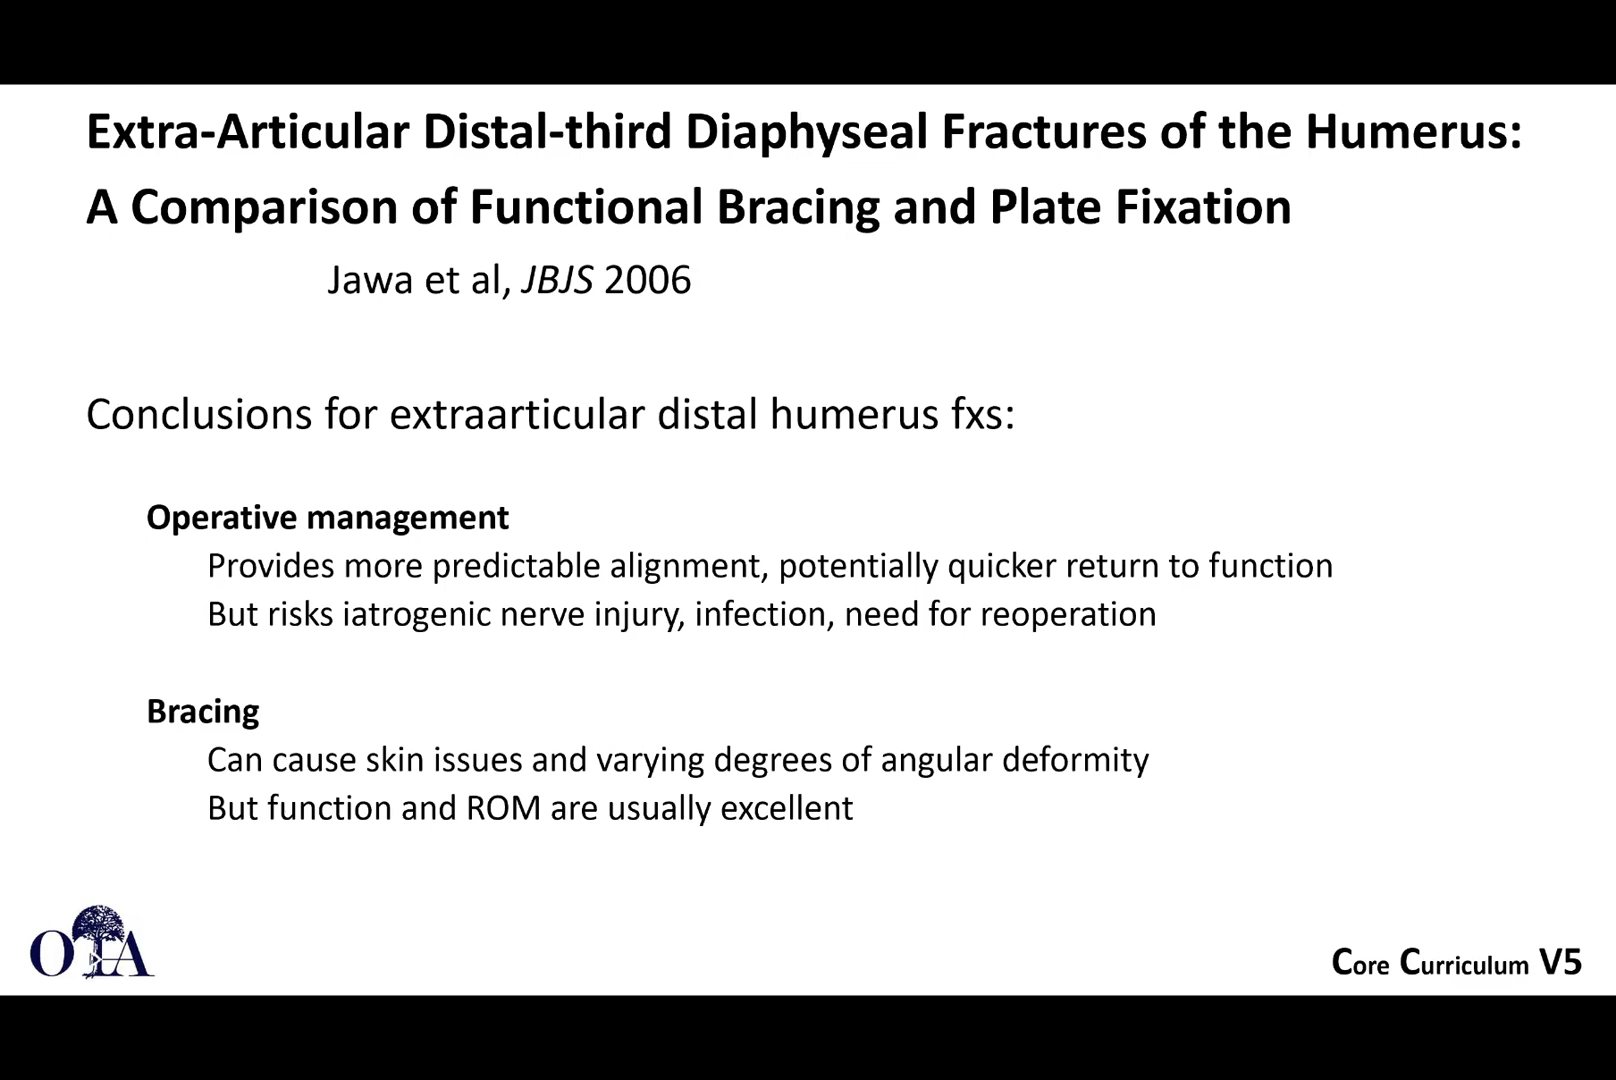 Extra-Articular Distal-third Diaphyseal Fractures of the Humerus:
A Comparison of Functional Bracing and Plate Fixation
Jawa et al, JBJS 2006
Conclusions for extraarticular distal humerus fxs:
Operative management
Provides more predictable alignment, potentially quicker return to function
But risks iatrogenic nerve injury, infection, need for reoperation
Bracing
Can cause skin issues and varying degrees of angular deformity
But function and ROM are usually excellent
OTA
Core Curriculum V5